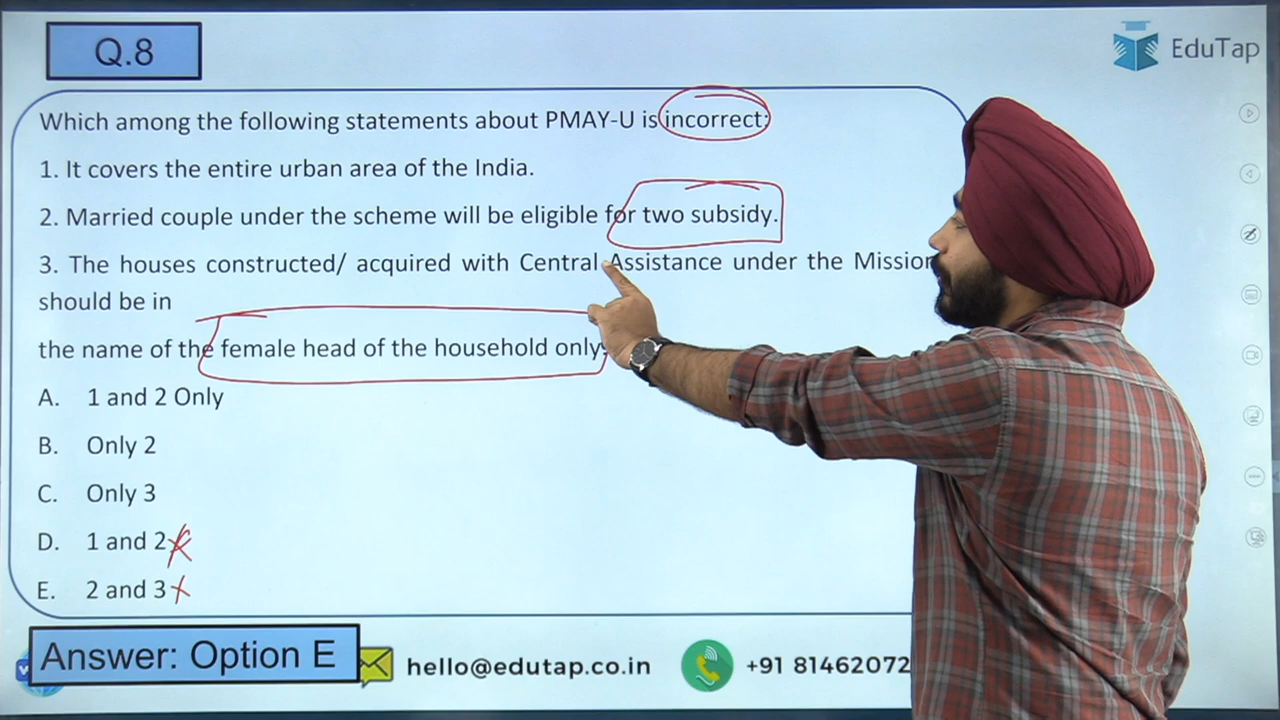 Q.8
EduTap
Which among the following statements about PMAY-U is incorrect:
1. It covers the entire urban area of the India.
2. Married couple under the scheme will be eligible for two subsidy.
3. The houses constructed/ acquired with Central Assistance under the Mission
should be in
the name of the female head of the household only.
A. 1 and 2 Only
B. Only 2
C. Only 3
D. 1 and 2
E. 2 and 3
Answer: Option E
hello@edutap.co.in
+91 81462072